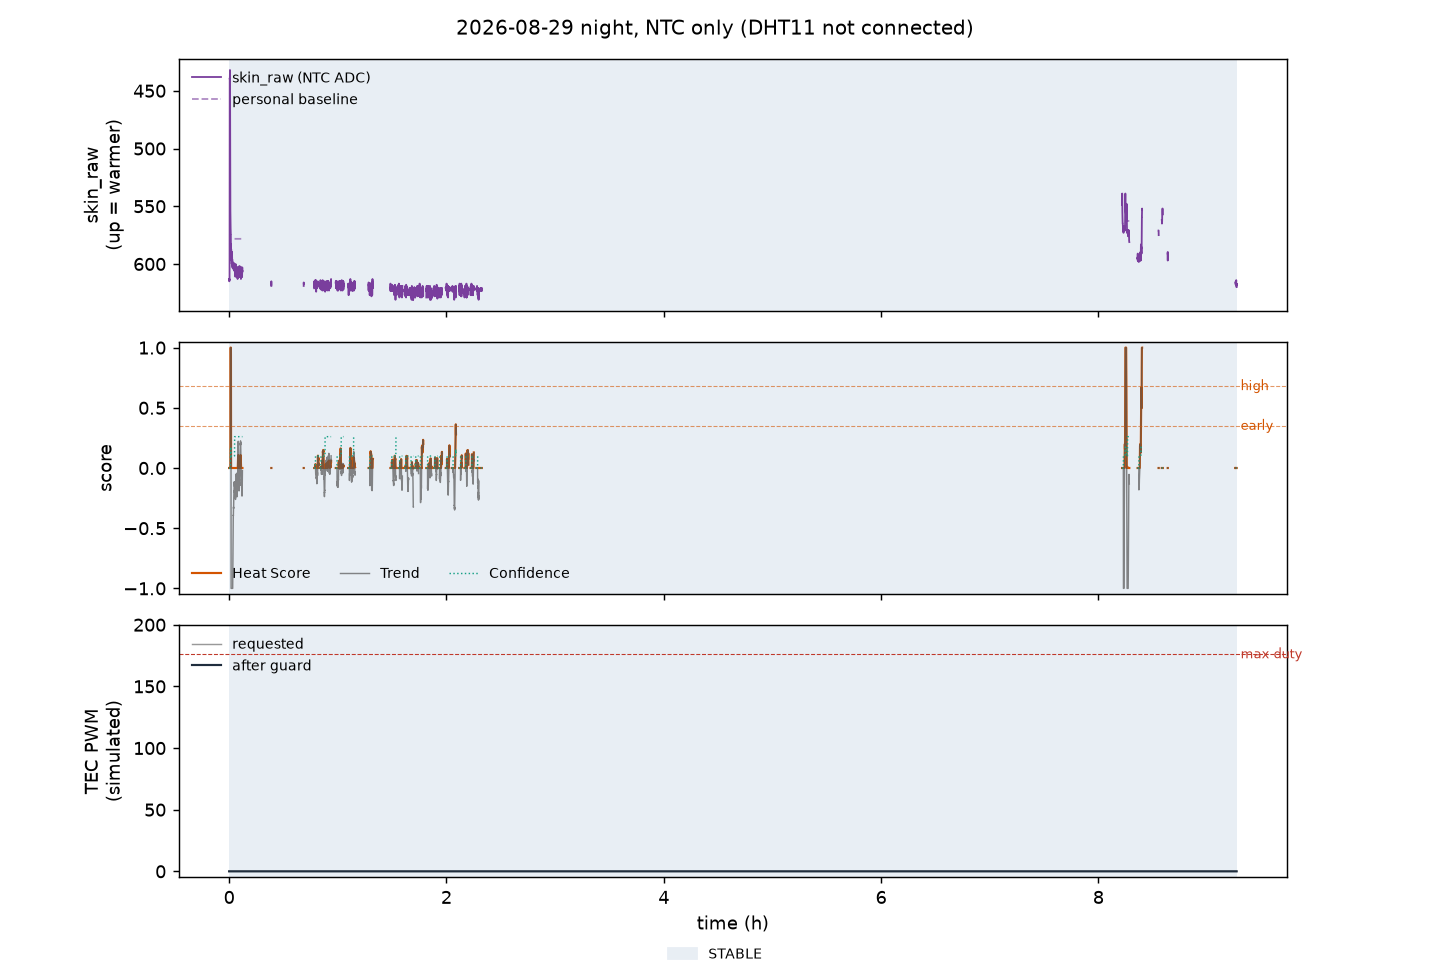 2026-08-29 night, NTC only (DHT11 not connected)
skin_raw (NTC ADC)
personal baseline
450
500
550
600
skin_raw
(up = warmer)
1.0
0.5
0.0
−0.5
−1.0
score
high
early
Heat Score
Trend
Confidence
200
150
100
50
0
TEC PWM
(simulated)
requested
after guard
max duty
0
2
4
6
8
time (h)
STABLE